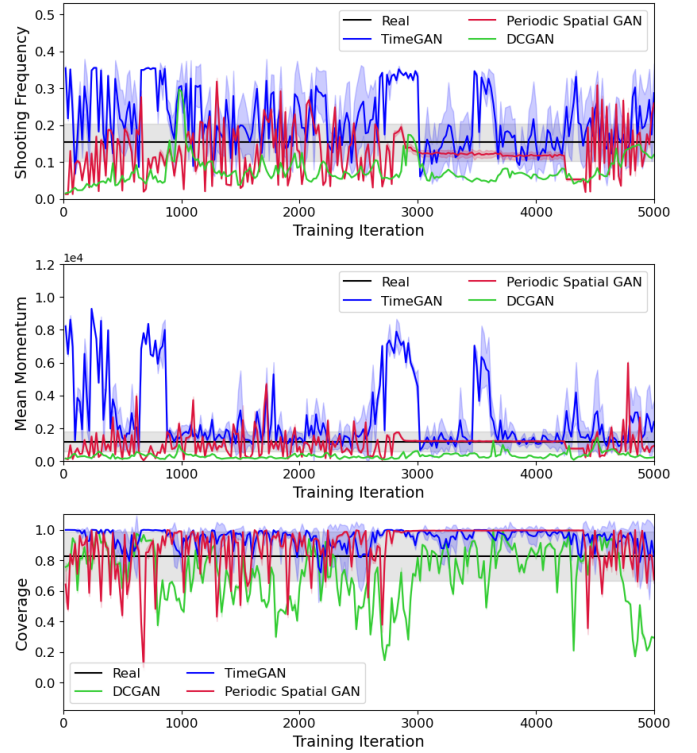 Shooting Frequency
0.5
0.4
0.3
0.2
0.1
0.0
Real
TimeGAN
Periodic Spatial GAN
DCGAN
0 1000 2000 3000 4000 5000
Training Iteration
1e4
Mean Momentum
1.2
1.0
0.8
0.6
0.4
0.2
0.0
Real
TimeGAN
Periodic Spatial GAN
DCGAN
0 1000 2000 3000 4000 5000
Training Iteration
Coverage
1.0
0.8
0.6
0.4
0.2
0.0
Real
DCGAN
TimeGAN
Periodic Spatial GAN
0 1000 2000 3000 4000 5000
Training Iteration